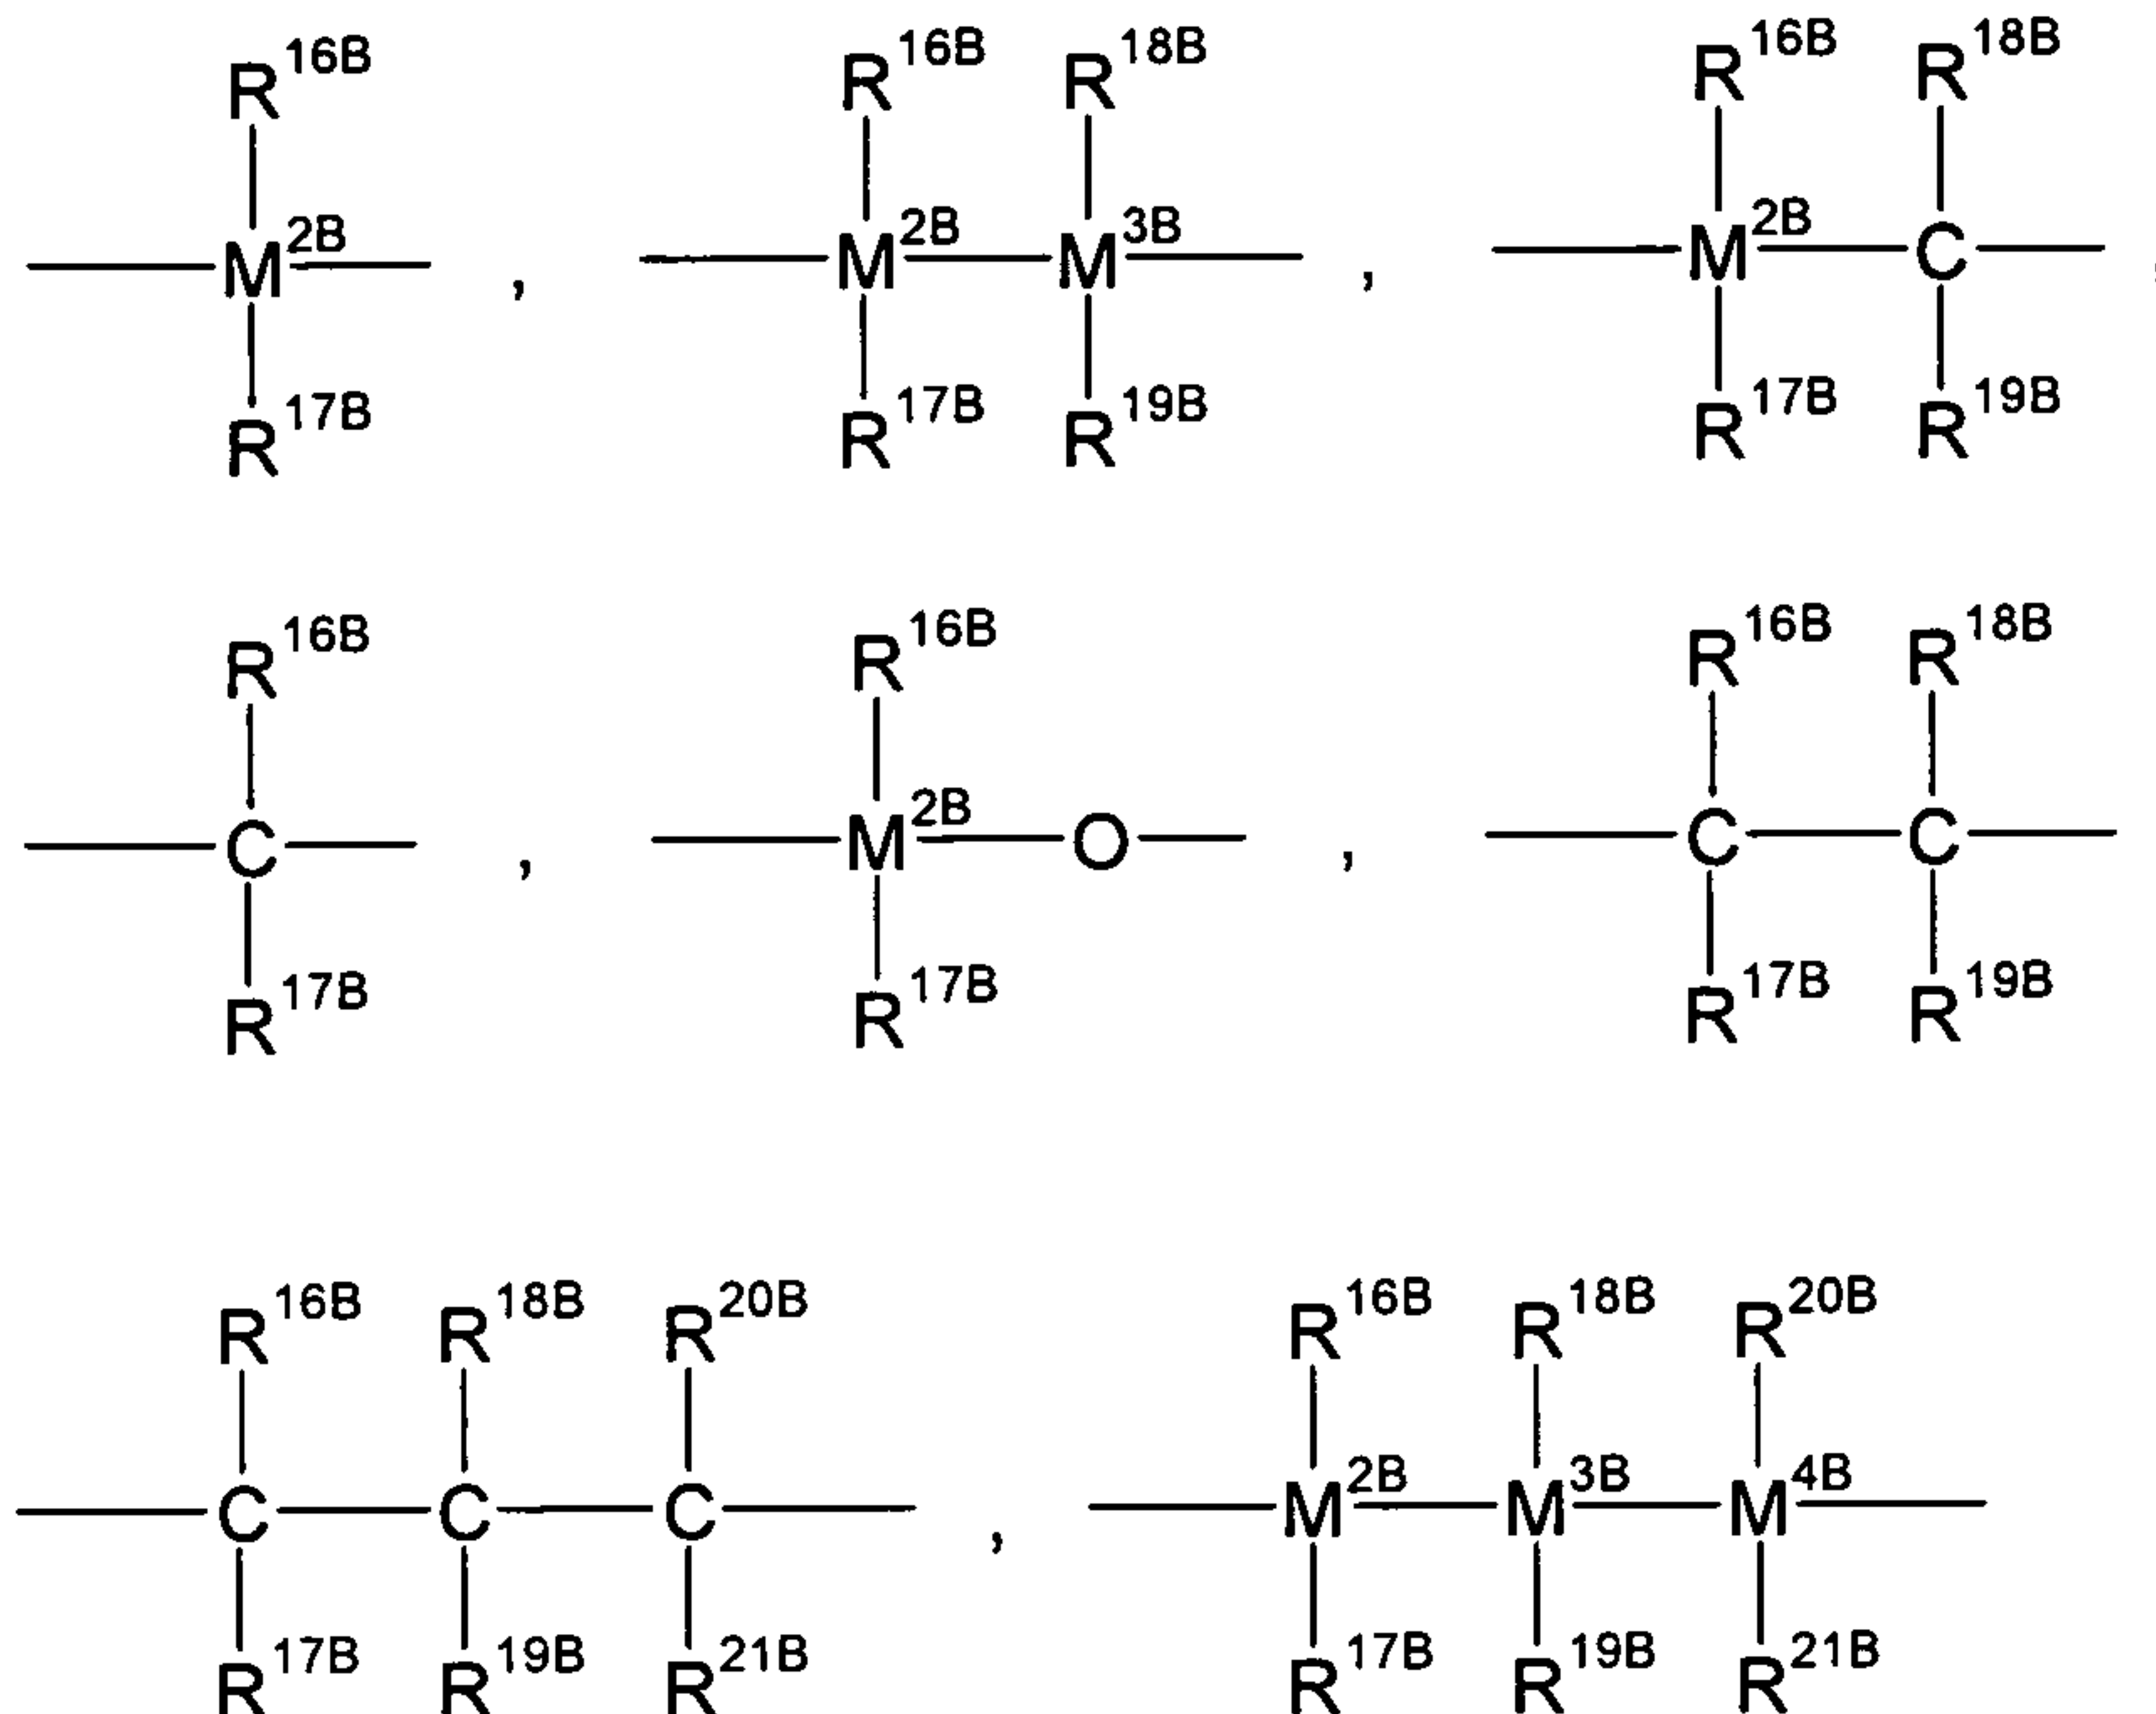 R16B R16B R18B R16B R18B
M2B , M2B M3B , M2B C ,
R17B R17B R19B R17B R19B
R16B R16B R16B R18B
C , M2B O , C C
R17B R17B R17B R19B
R16B R18B R20B R16B R18B R20B
C C C , M2B M3B M4B
R17B R19B R21B R17B R19B R21B